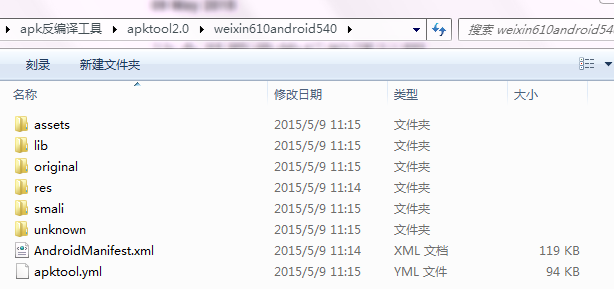 apk反编译工具 ▸ apktool2.0 ▸ weixin610android540 ▸
搜索 weixin610android540
刻录 新建文件夹
名称 修改日期 类型 大小
assets 2015/5/9 11:15 文件夹
lib 2015/5/9 11:15 文件夹
original 2015/5/9 11:15 文件夹
res 2015/5/9 11:14 文件夹
smali 2015/5/9 11:15 文件夹
unknown 2015/5/9 11:15 文件夹
AndroidManifest.xml 2015/5/9 11:14 XML 文档 119 KB
apktool.yml 2015/5/9 11:15 YML 文件 94 KB